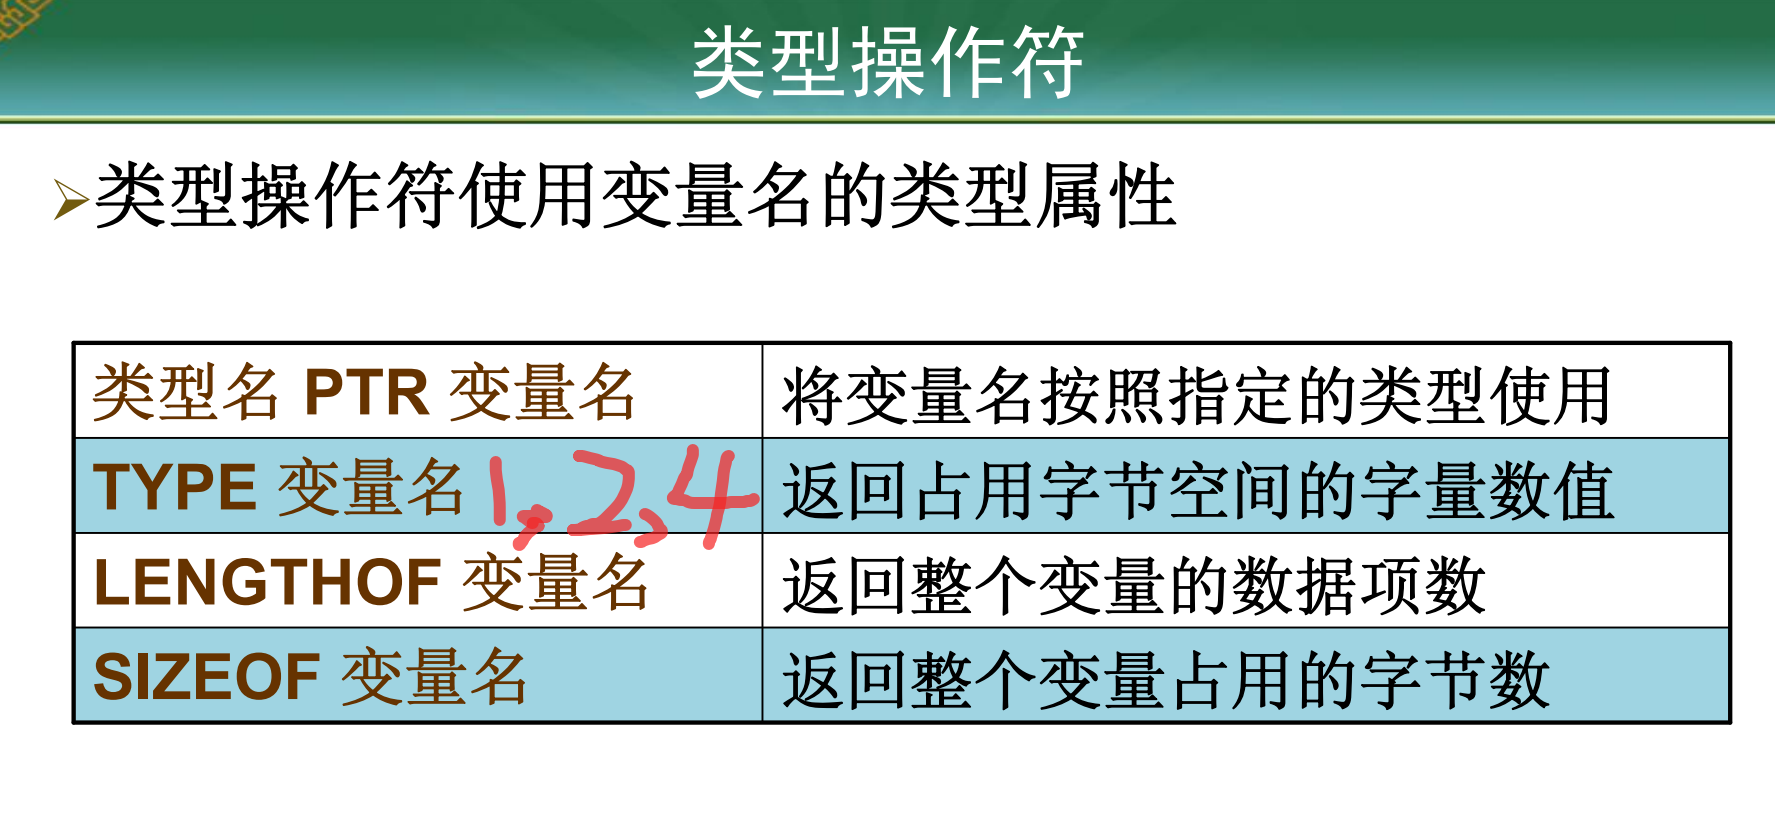 类型操作符
类型操作符使用变量名的类型属性
类型名 PTR 变量名 将变量名按照指定的类型使用
TYPE 变量名 1,2,4 返回占用字节空间的字量数值
LENGTHOF 变量名 返回整个变量的数据项数
SIZEOF 变量名 返回整个变量占用的字节数